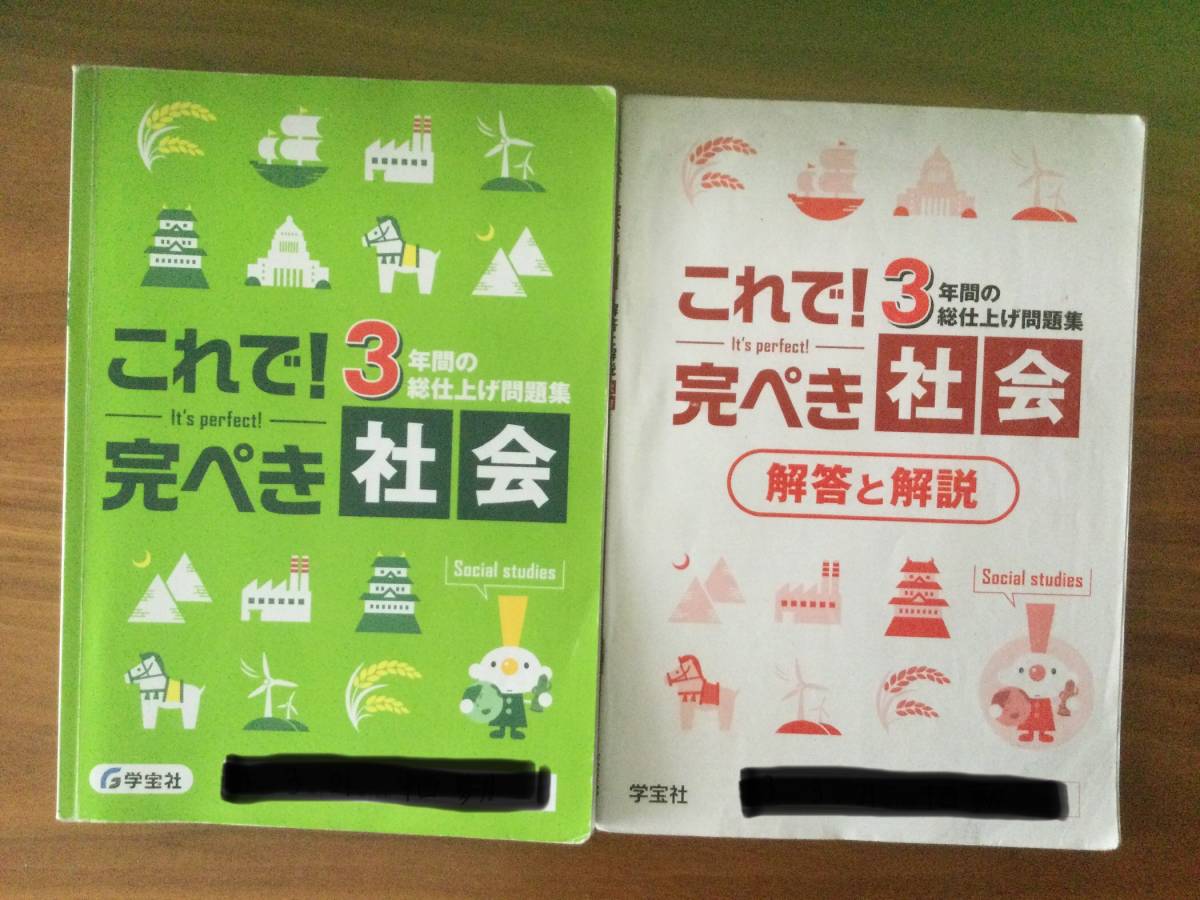 これで!
3年間の
総仕上げ問題集
It's perfect!
完ぺき
社会
Social studies
学宝社
これで!
3年間の
総仕上げ問題集
It's perfect!
完ぺき
社会
解答と解説
Social studies
学宝社